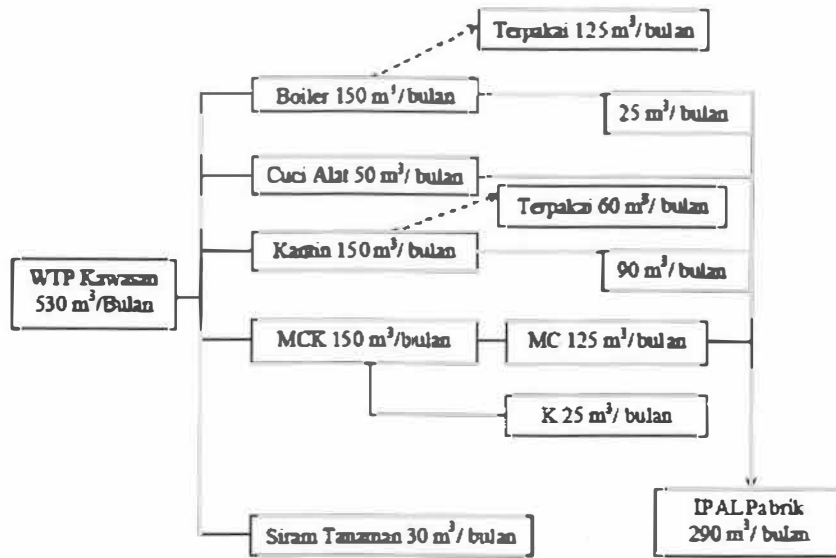 Terpakai 125 m³/bulan
Boiler 150 m³/bulan
25 m³/ bulan
Cuci Alat 50 m³/ bulan
Terpakai 60 m³/ bulan
Kantin 150 m³/bulan
WTP Kawasan
530 m³/Bulan
90 m³/ bulan
MCK 150 m³/bulan
MC 125 m³/ bulan
K 25 m³/ bulan
IPAL Pabrik
290 m³/ bulan
Siram Tanaman 30 m³/ bulan